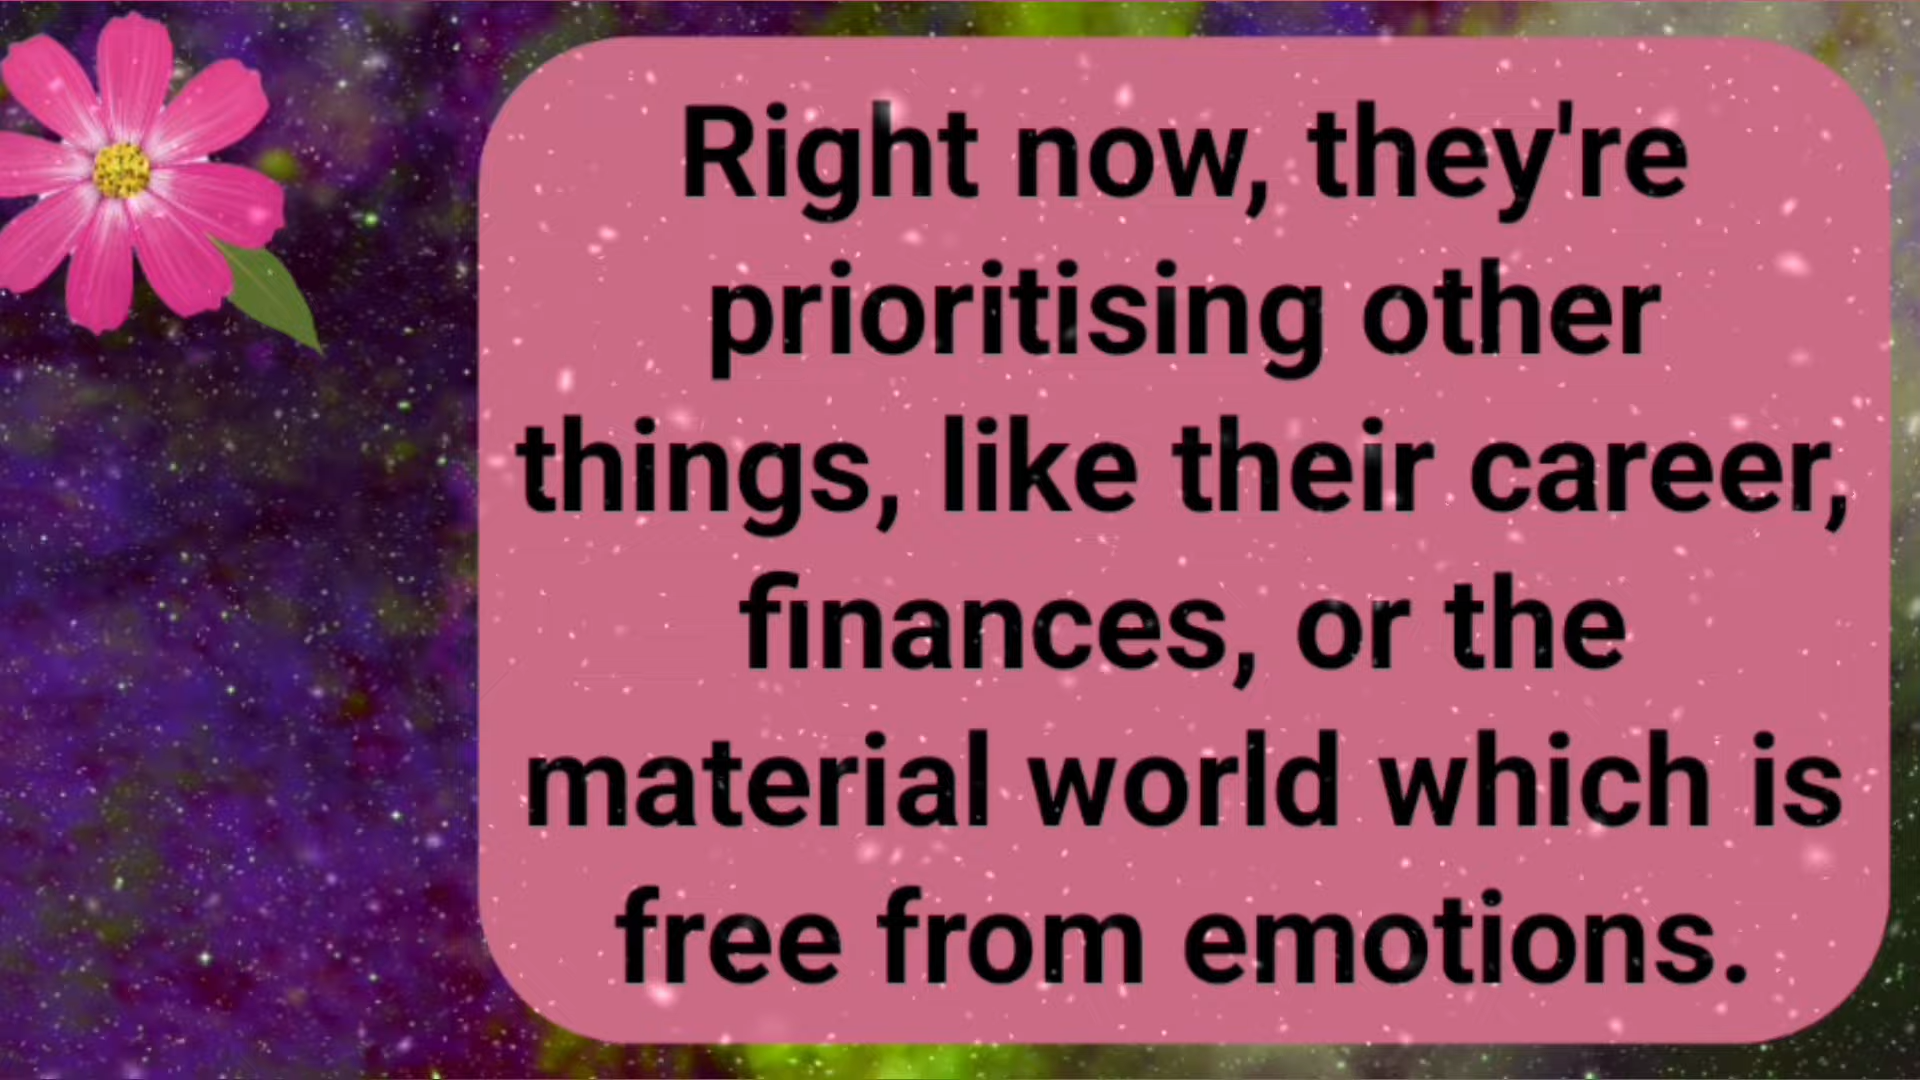 Right now, they're
prioritising other
things, like their career,
finances, or the
material world which is
free from emotions.